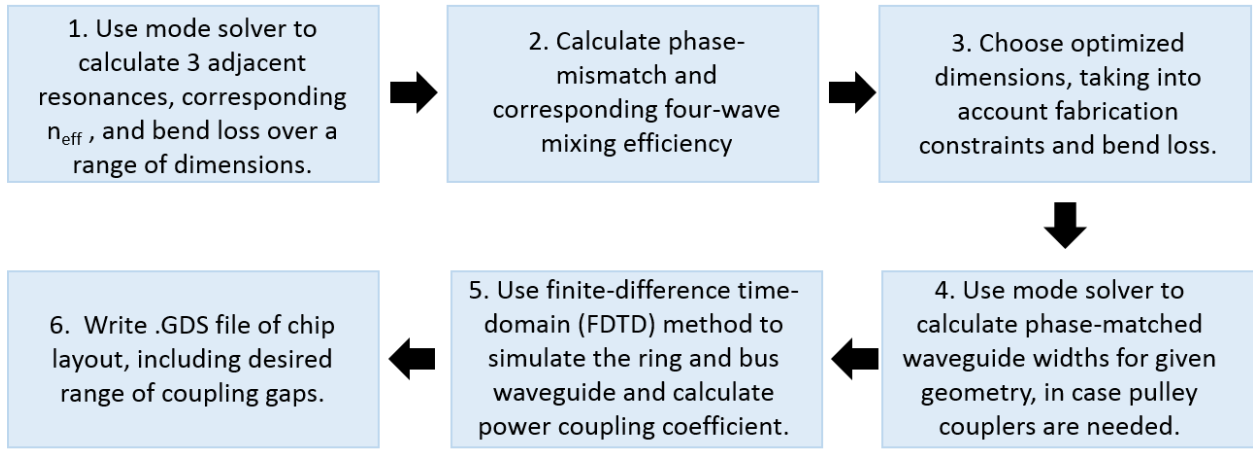 1. Use mode solver to
calculate 3 adjacent
resonances, corresponding
neff , and bend loss over a
range of dimensions.
2. Calculate phase-
mismatch and
corresponding four-wave
mixing efficiency
3. Choose optimized
dimensions, taking into
account fabrication
constraints and bend loss.
4. Use mode solver to
calculate phase-matched
waveguide widths for given
geometry, in case pulley
couplers are needed.
5. Use finite-difference time-
domain (FDTD) method to
simulate the ring and bus
waveguide and calculate
power coupling coefficient.
6. Write .GDS file of chip
layout, including desired
range of coupling gaps.